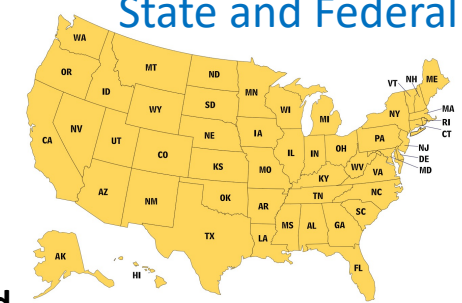 State and Federal
WA
OR
ID
MT
ND
MN
WI
MI
VT
NH
ME
MA
RI
CT
NY
NJ
DE
MD
PA
CA
NV
UT
WY
SD
NE
IA
IL
IN
OH
WV
VA
CO
KS
MO
KY
NC
TN
SC
AZ
NM
OK
AR
MS
AL
GA
TX
LA
FL
AK
HI